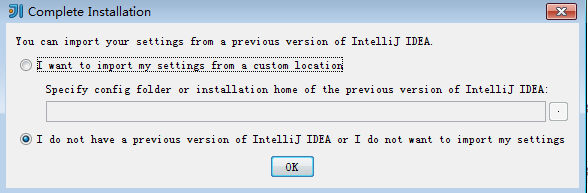 Complete Installation
You can import your settings from a previous version of IntelliJ IDEA.
I want to import my settings from a custom location
Specify config folder or installation home of the previous version of IntelliJ IDEA:
.
I do not have a previous version of IntelliJ IDEA or I do not want to import my settings
OK